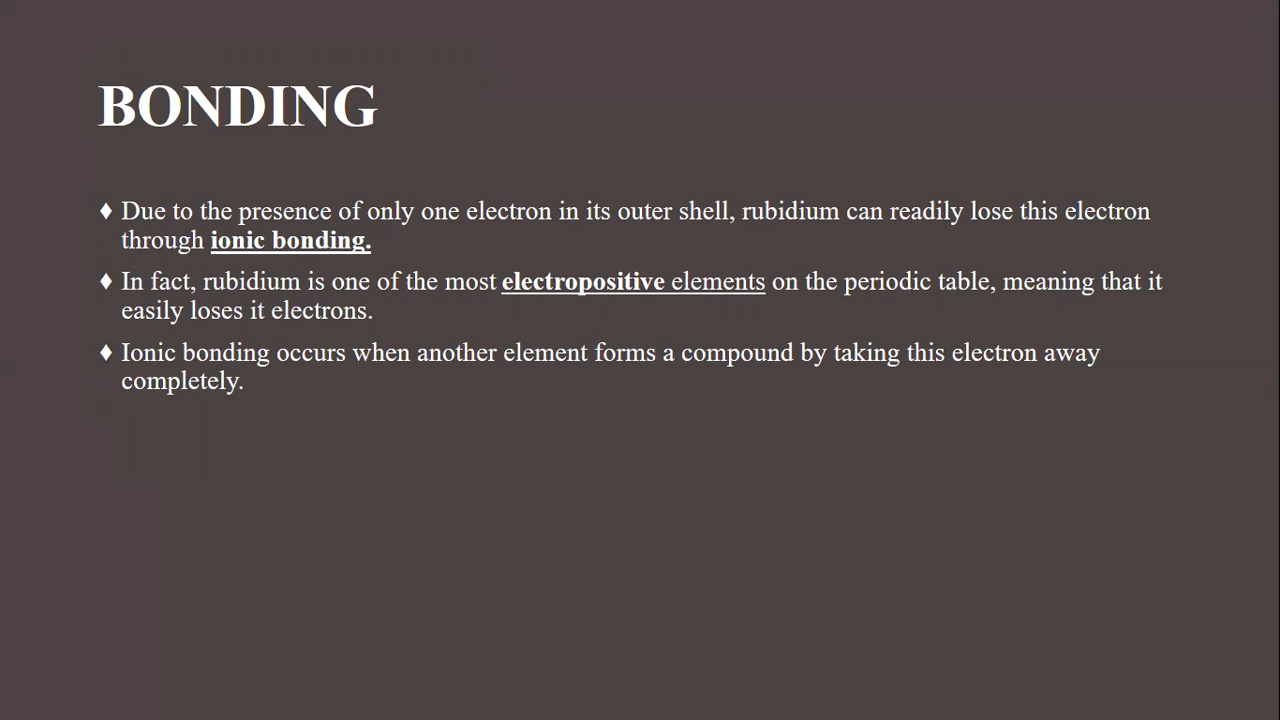 BONDING
♦ Due to the presence of only one electron in its outer shell, rubidium can readily lose this electron
through ionic bonding.
♦ In fact, rubidium is one of the most electropositive elements on the periodic table, meaning that it
easily loses it electrons.
♦ Ionic bonding occurs when another element forms a compound by taking this electron away
completely.